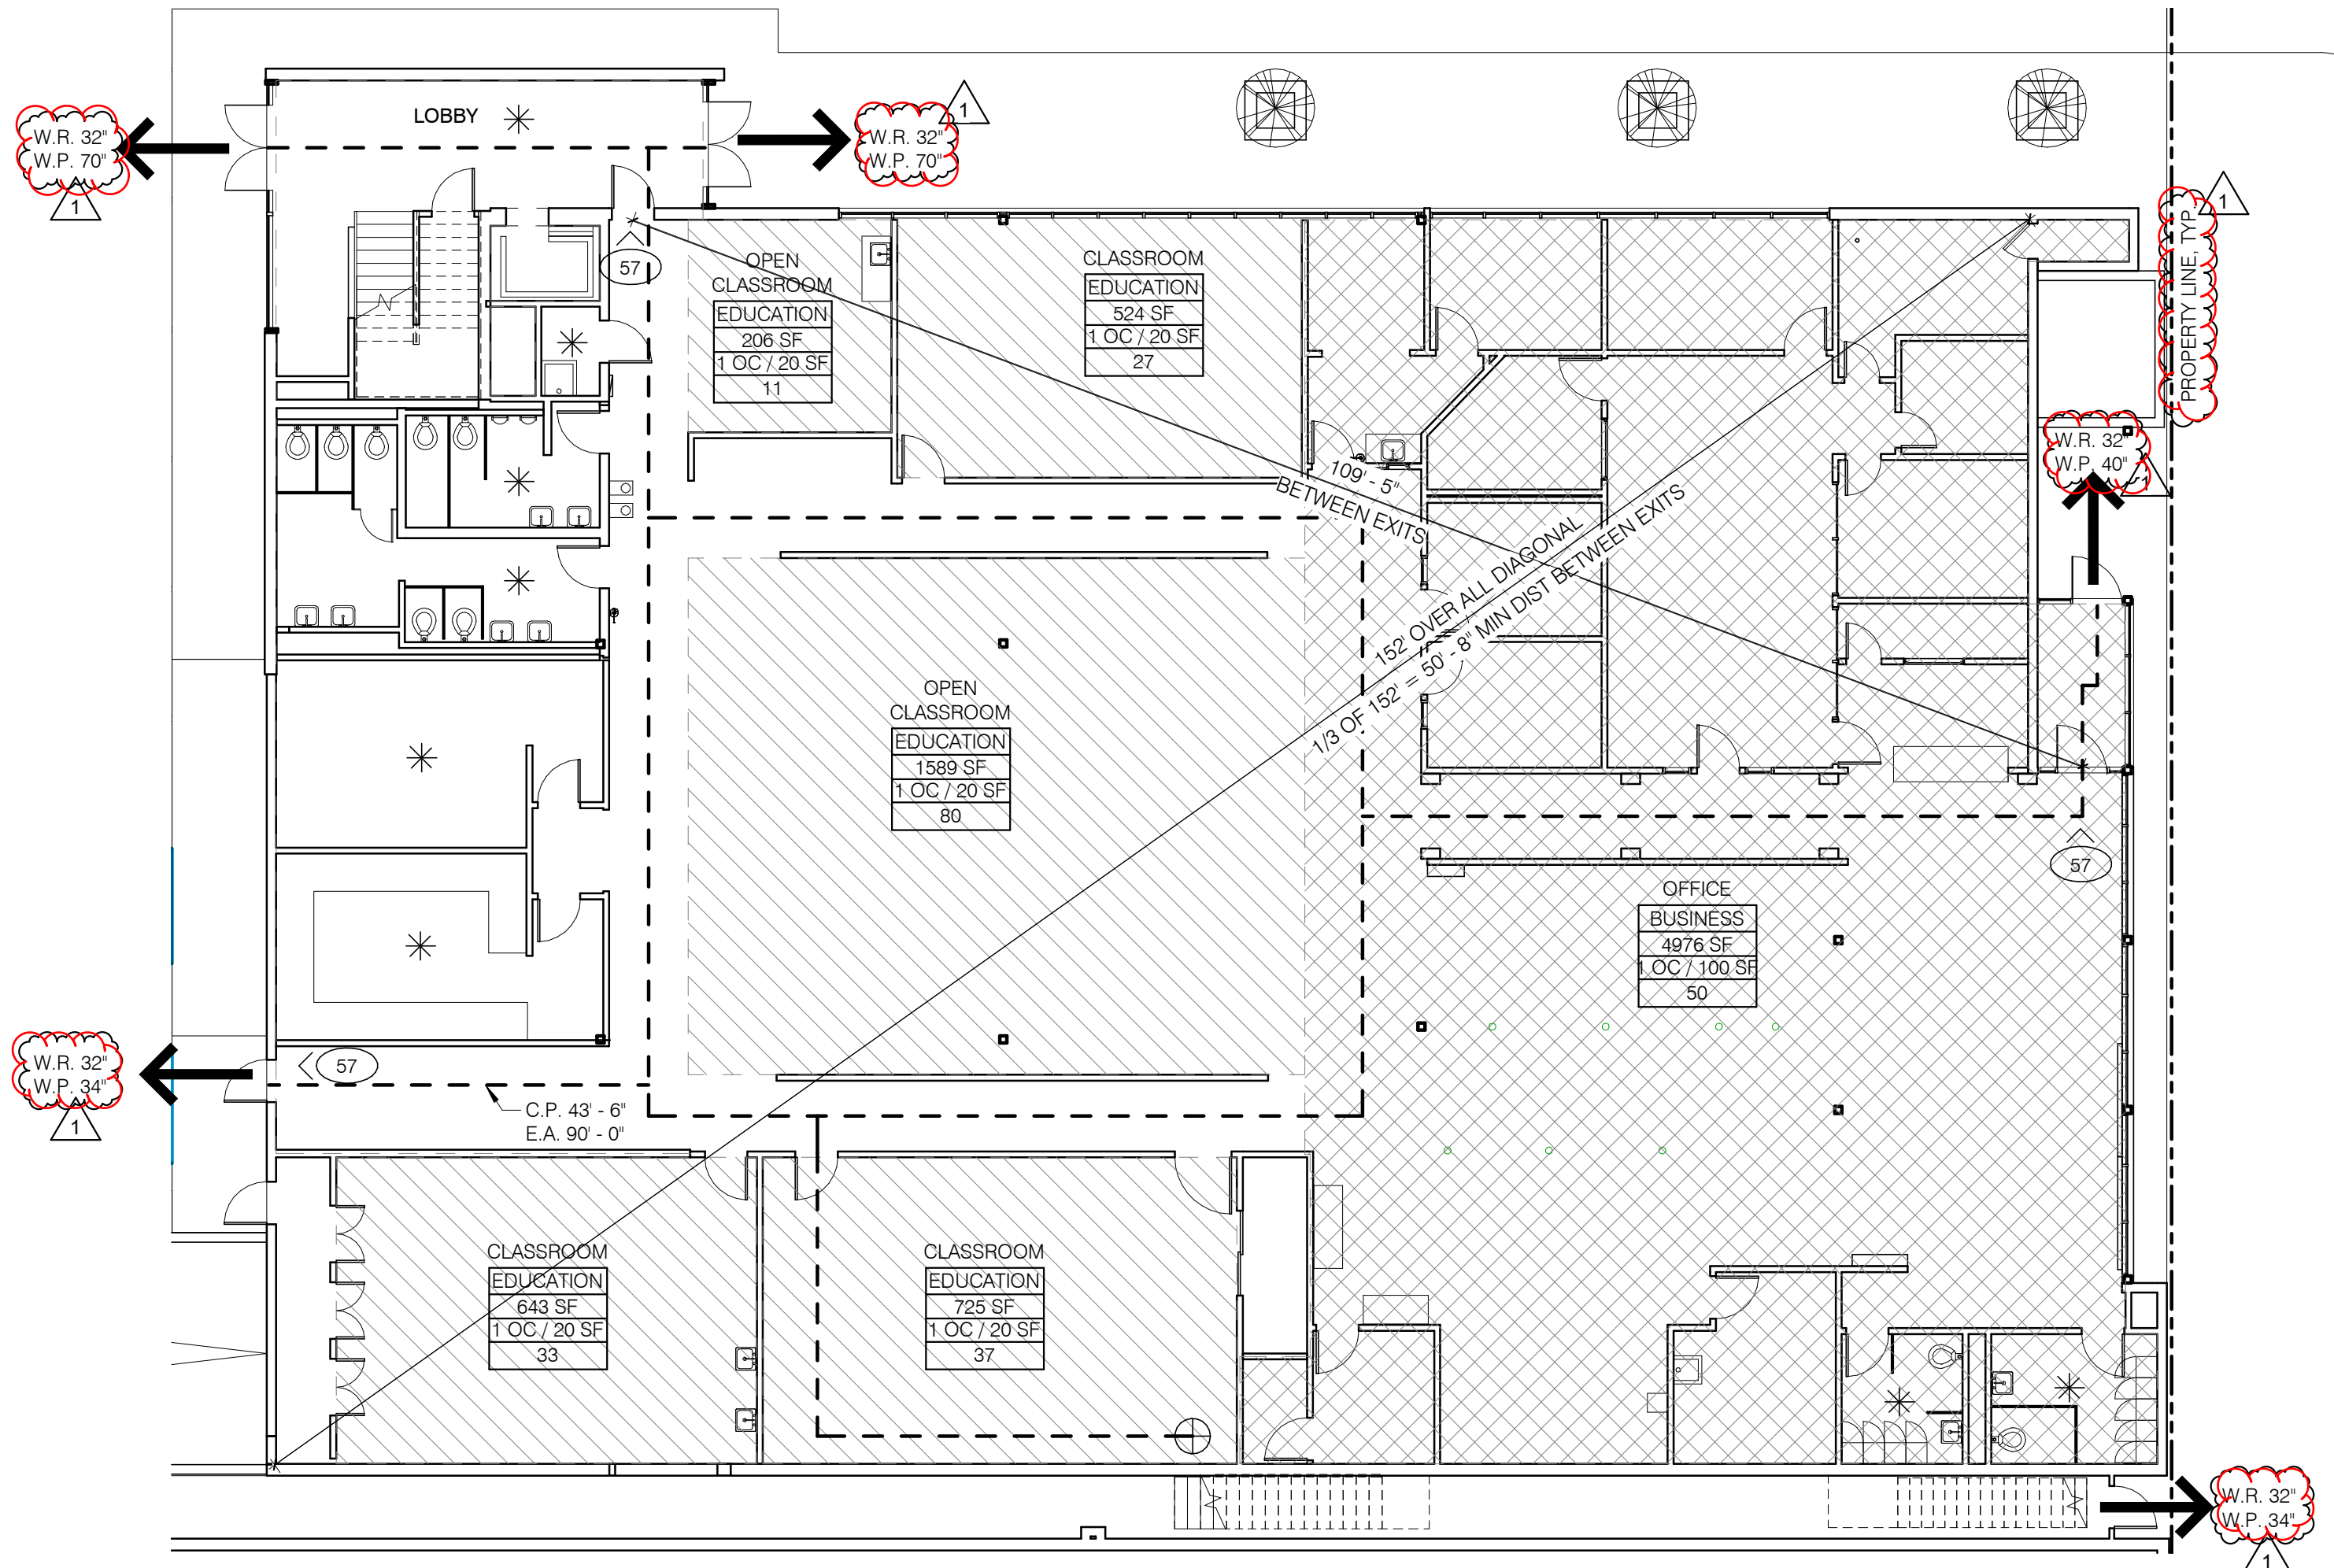 LOBBY
W.R. 32"
W.P. 70"
1
W.R. 32"
W.P. 70"
1
1
PROPERTY LINE, TYP.
57
OPEN
CLASSROOM
EDUCATION
206 SF
1 OC / 20 SF
11
CLASSROOM
EDUCATION
524 SF
1 OC / 20 SF
27
W.R. 32"
W.P. 40"
1
109' - 5"
BETWEEN EXITS
152' OVER ALL DIAGONAL
1/3 OF 152' = 50' - 8" MIN DIST BETWEEN EXITS
OPEN
CLASSROOM
EDUCATION
1589 SF
1 OC / 20 SF
80
57
OFFICE
BUSINESS
4976 SF
1 OC / 100 SF
50
W.R. 32"
W.P. 34"
1
57
C.P. 43' - 6"
E.A. 90' - 0"
CLASSROOM
EDUCATION
643 SF
1 OC / 20 SF
33
CLASSROOM
EDUCATION
725 SF
1 OC / 20 SF
37
W.R. 32"
W.P. 34"
1